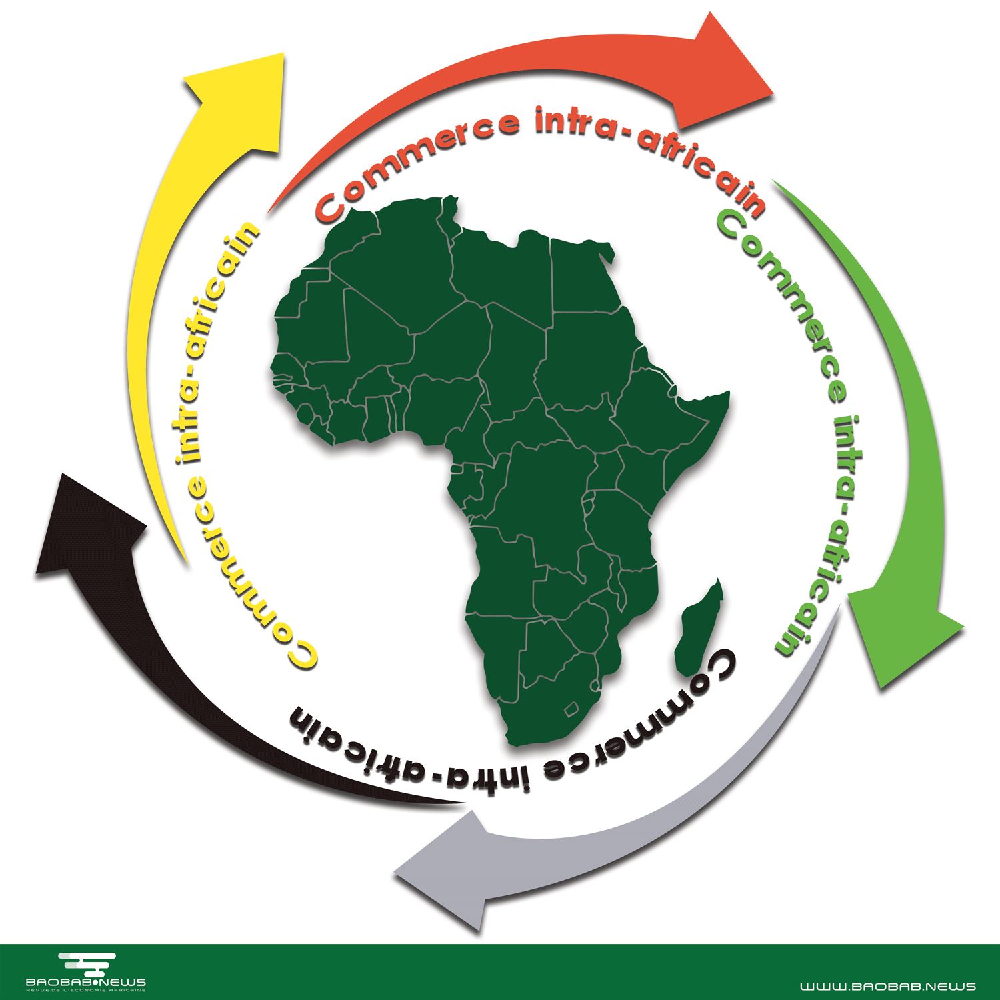 Commerce intra-africain
Commerce intra-africain
Commerce intra-africain
Commerce intra-africain
BAOBAB.NEWS
REVUE DE L'ECONOMIE AFRICAINE
WWW.BAOBAB.NEWS